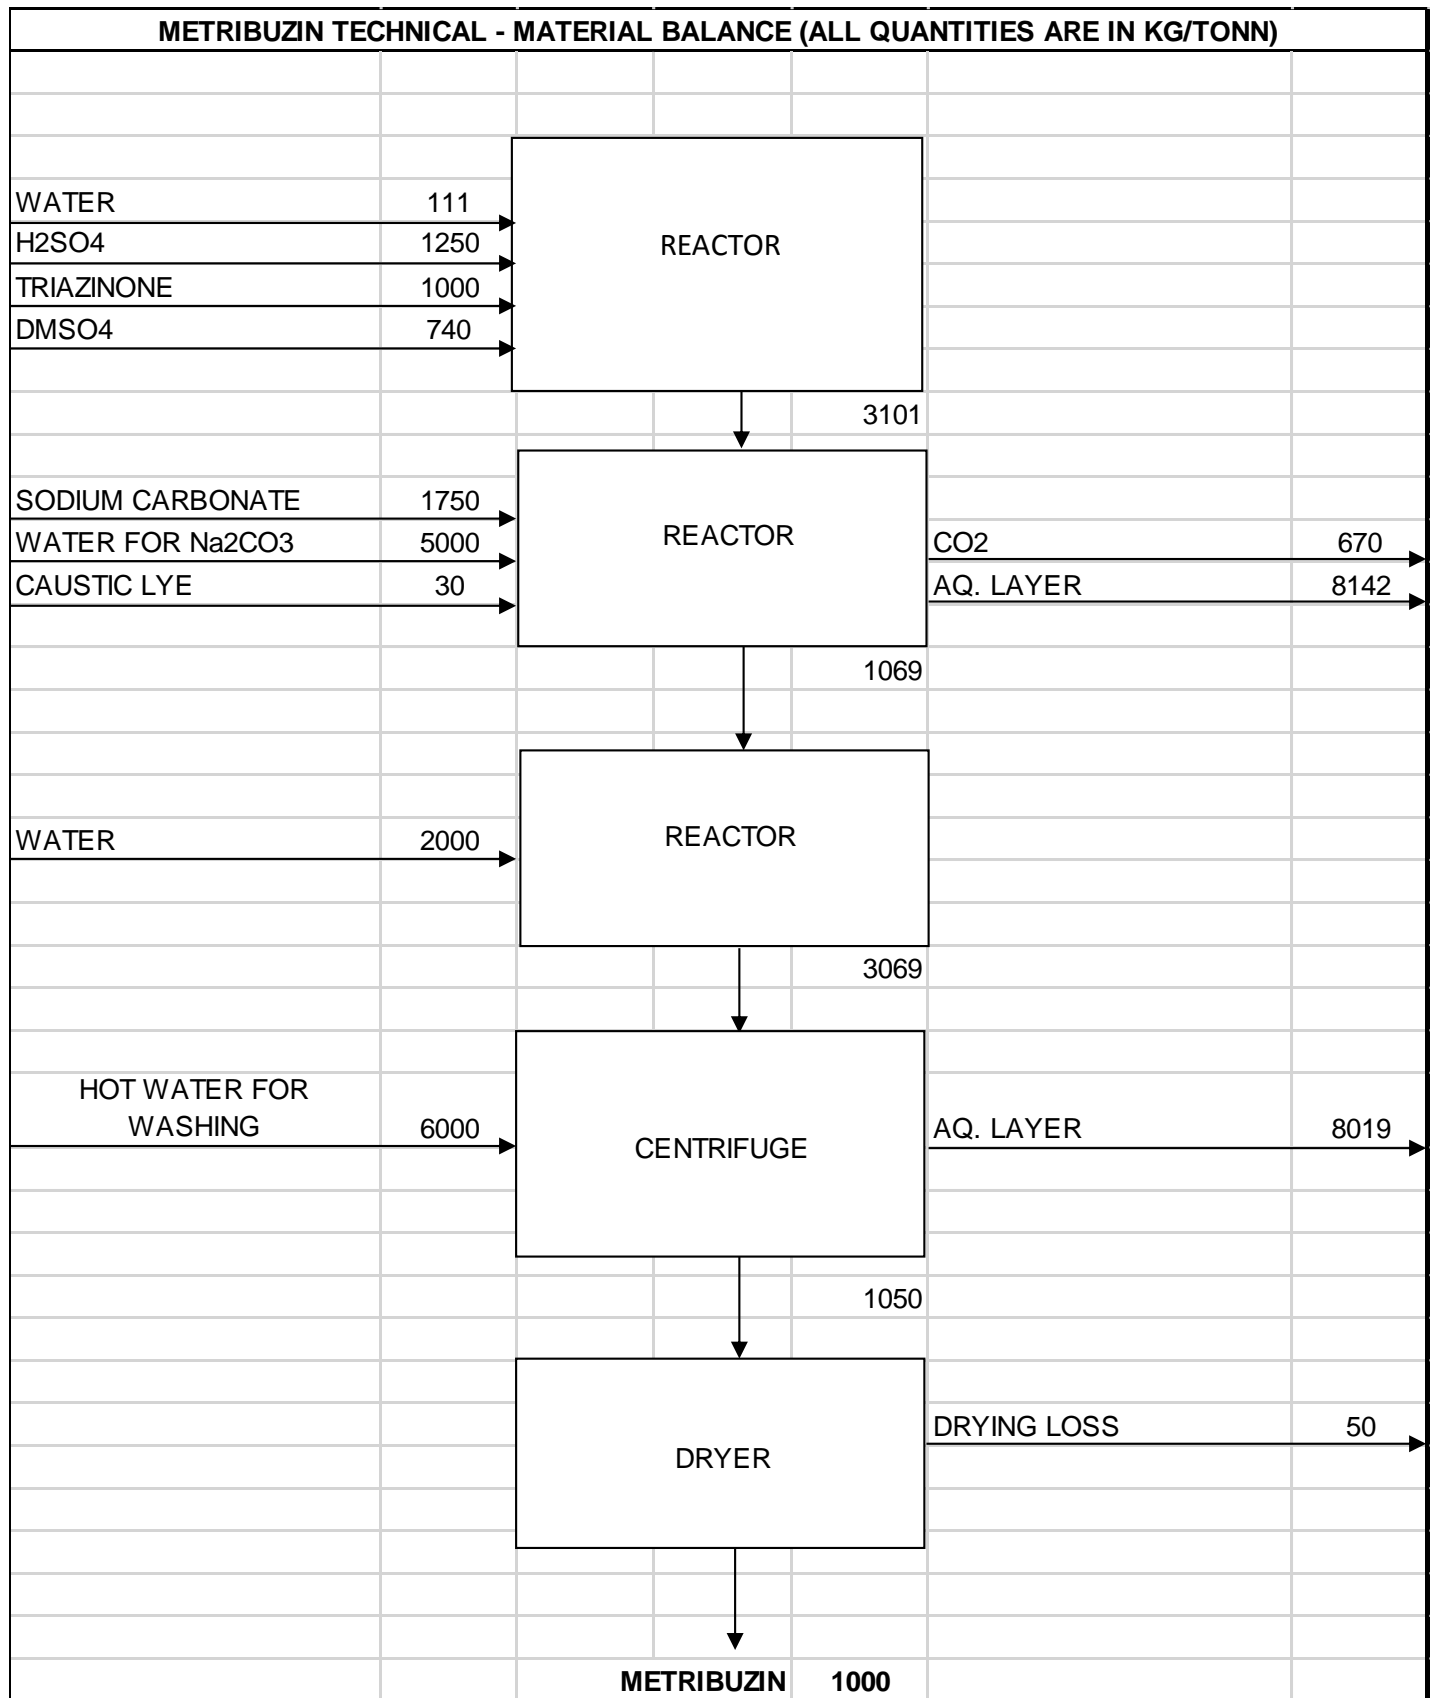 METRIBUZIN TECHNICAL - MATERIAL BALANCE (ALL QUANTITIES ARE IN KG/TONN)
WATER 111
H2SO4 1250
REACTOR
TRIAZINONE 1000
DMSO4 740
3101
SODIUM CARBONATE 1750
REACTOR
WATER FOR Na2CO3 5000 CO2 670
CAUSTIC LYE 30 AQ. LAYER 8142
1069
WATER 2000 REACTOR
3069
HOT WATER FOR
WASHING 6000 AQ. LAYER 8019
CENTRIFUGE
1050
DRYING LOSS 50
DRYER
METRIBUZIN 1000